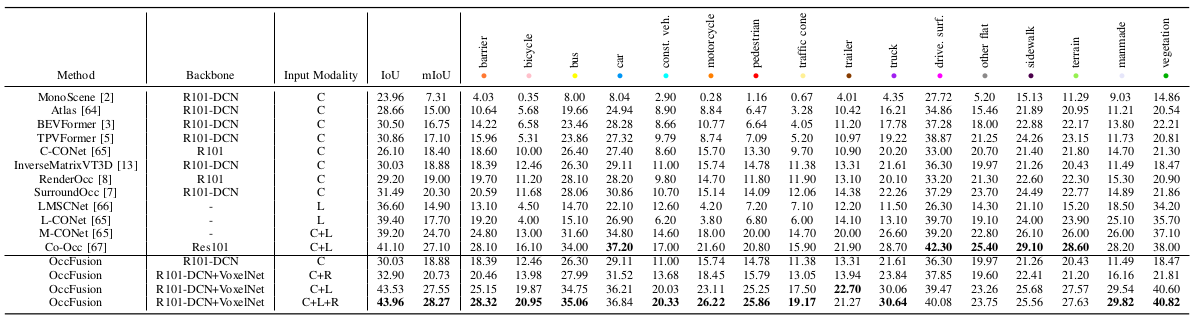 Method Backbone Input Modality IoU mIoU barrier bicycle bus car const. veh. motorcycle pedestrian traffic cone trailer truck drive. surf. other flat sidewalk terrain manmade vegetation
MonoScene [2] R101-DCN C 23.96 7.31 4.03 0.35 8.00 8.04 2.90 0.28 1.16 0.67 4.01 4.35 27.72 5.20 15.13 11.29 9.03 14.86
Atlas [64] R101-DCN C 28.66 15.00 10.64 5.68 19.66 24.94 8.90 8.84 6.47 3.28 10.42 16.21 34.86 15.46 21.89 20.95 11.21 20.54
BEVFormer [3] R101-DCN C 30.50 16.75 14.22 6.58 23.46 28.28 8.66 10.77 6.64 4.05 11.20 17.78 37.28 18.00 22.88 22.17 13.80 22.21
TPVFormer [5] R101-DCN C 30.86 17.10 15.96 5.31 23.86 27.32 9.79 8.74 7.09 5.20 10.97 19.22 38.87 21.25 24.26 23.15 11.73 20.81
C-CONet [65] R101 C 26.10 18.40 18.60 10.00 26.40 27.40 8.60 15.70 13.30 9.70 10.90 20.20 33.00 20.70 21.40 21.80 14.70 21.30
InverseMatrixVT3D [13] R101-DCN C 30.03 18.88 18.39 12.46 26.30 29.11 11.00 15.74 14.78 11.38 13.31 21.61 36.30 19.97 21.26 20.43 11.49 18.47
RenderOcc [8] R101 C 29.20 19.00 19.70 11.20 28.10 28.20 9.80 14.70 11.80 11.90 13.10 20.10 33.20 21.30 22.60 22.30 15.30 20.90
SurroundOcc [7] R101-DCN C 31.49 20.30 20.59 11.68 28.06 30.86 10.70 15.14 14.09 12.06 14.38 22.26 37.29 23.70 24.49 22.77 14.89 21.86
LMSCNet [66] - L 36.60 14.90 13.10 4.50 14.70 22.10 12.60 4.20 7.20 7.10 12.20 11.50 26.30 14.30 21.10 15.20 18.50 34.20
L-CONet [65] - L 39.40 17.70 19.20 4.00 15.10 26.90 6.20 3.80 6.80 6.00 14.10 13.10 39.70 19.10 24.00 23.90 25.10 35.70
M-CONet [65] - C+L 39.20 24.70 24.80 13.00 31.60 34.80 14.60 18.00 20.00 14.70 20.00 26.60 39.20 22.80 26.10 26.00 26.00 37.10
Co-Occ [67] Res101 C+L 41.10 27.10 28.10 16.10 34.00 37.20 17.00 21.60 20.80 15.90 21.90 28.70 42.30 25.40 29.10 28.60 28.20 38.00
OccFusion R101-DCN C 30.03 18.88 18.39 12.46 26.30 29.11 11.00 15.74 14.78 11.38 13.31 21.61 36.30 19.97 21.26 20.43 11.49 18.47
OccFusion R101-DCN+VoxelNet C+R 32.90 20.73 20.46 13.98 27.99 31.52 13.68 18.45 15.79 13.05 13.94 23.84 37.85 19.60 22.41 21.20 16.16 21.81
OccFusion R101-DCN+VoxelNet C+L 43.53 27.55 25.15 19.87 34.75 36.21 20.03 23.11 25.25 17.50 22.70 30.06 39.47 23.26 25.68 27.57 29.54 40.60
OccFusion R101-DCN+VoxelNet C+L+R 43.96 28.27 28.32 20.95 35.06 36.84 20.33 26.22 25.86 19.17 21.27 30.64 40.08 23.75 25.56 27.63 29.82 40.82